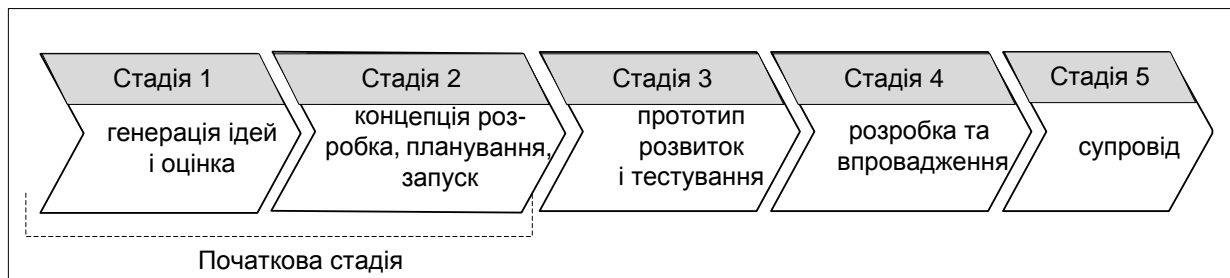 Стадія 1
генерація ідей
і оцінка
Стадія 2
концепція роз-
робка, планування,
запуск
Стадія 3
прототип
розвиток
і тестування
Стадія 4
розробка та
впровадження
Стадія 5
супровід
Початкова стадія